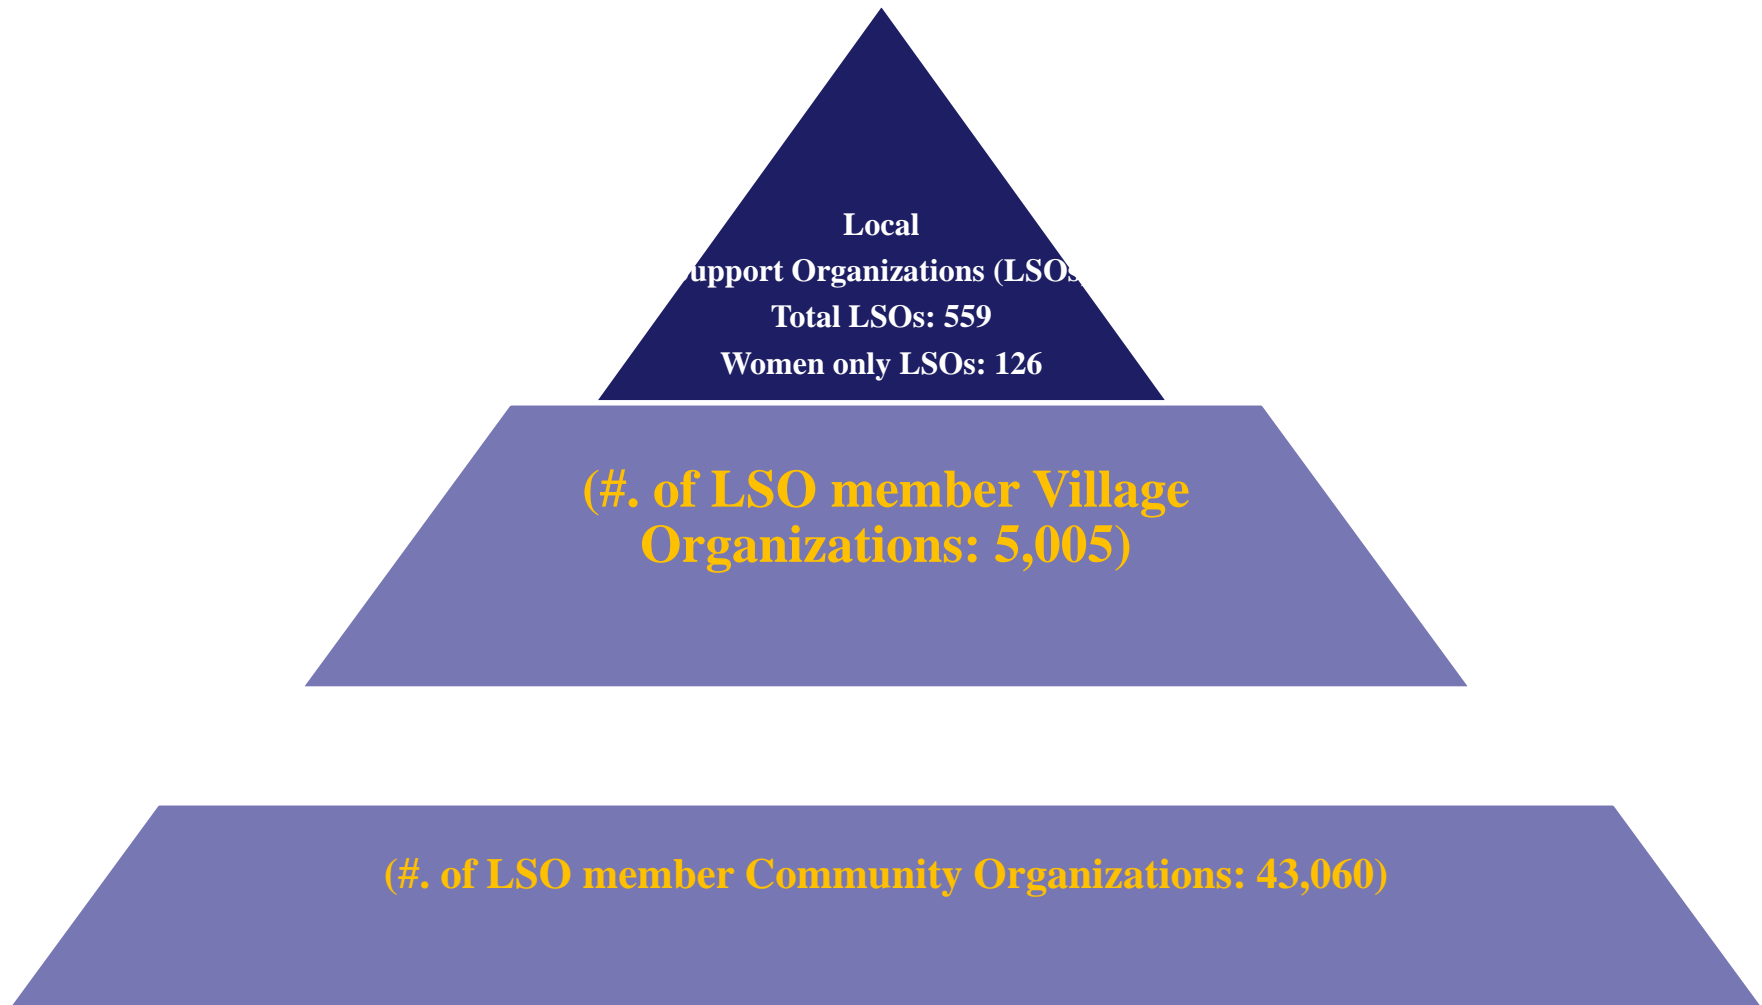 Local
upport Organizations (LSOs
Total LSOs: 559
Women only LSOs: 126
(#. of LSO member Village
Organizations: 5,005)
(#. of LSO member Community Organizations: 43,060)